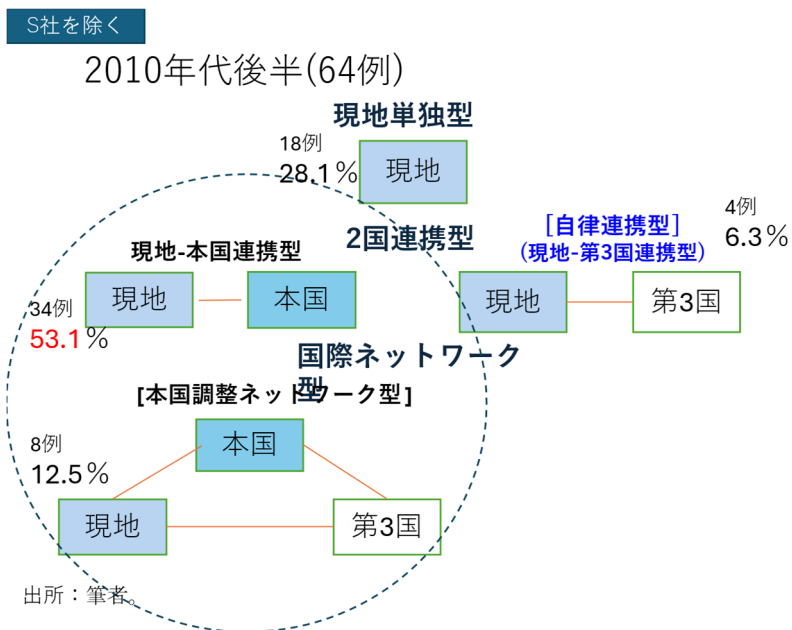 S社を除く
2010年代後半(64例)
現地単独型
18例
28.1%
現地
2国連携型
現地-本国連携型
34例
53.1%
現地
本国
[自律連携型]
(現地-第3国連携型)
4例
6.3%
現地
第3国
国際ネットワーク
型
[本国調整ネットワーク型]
8例
12.5%
本国
現地
第3国
出所：筆者。